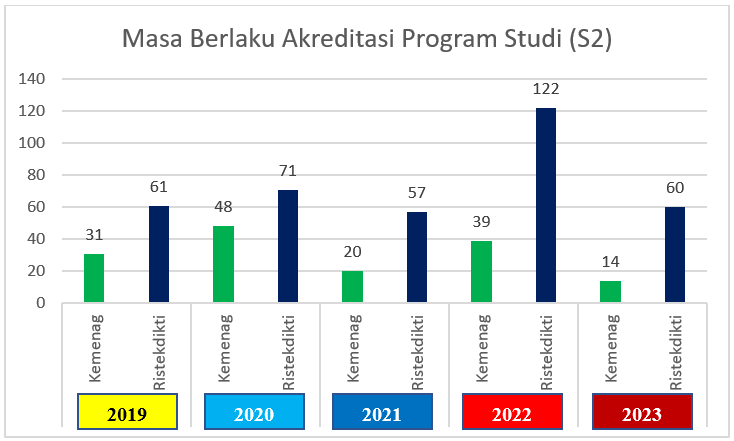 Masa Berlaku Akreditasi Program Studi (S2)
140
120
100
80
60
40
20
0
31
61
48
71
20
57
39
122
14
60
Kemenag
Ristekdikti
Kemenag
Ristekdikti
Kemenag
Ristekdikti
Kemenag
Ristekdikti
Kemenag
Ristekdikti
2019
2020
2021
2022
2023